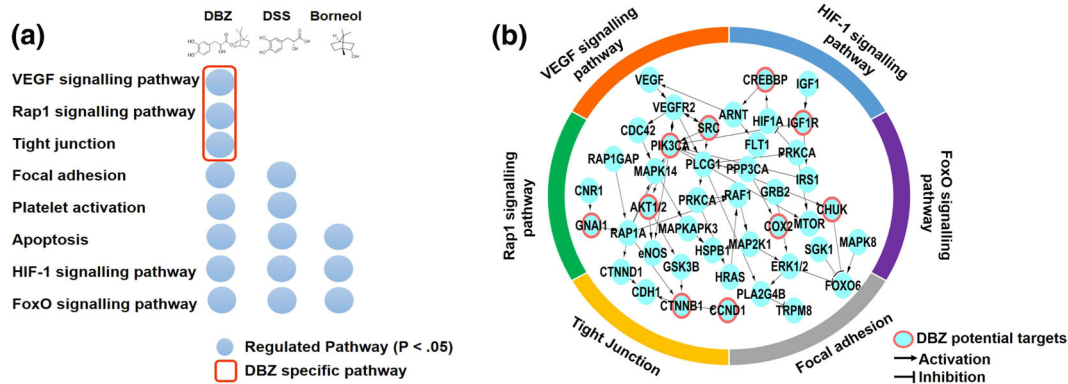 (a)
DBZ DSS Borneol
VEGF signalling pathway
Rap1 signalling pathway
Tight junction
Focal adhesion
Platelet activation
Apoptosis
HIF-1 signalling pathway
FoxO signalling pathway
Regulated Pathway (P < .05)
DBZ specific pathway
(b)
VEGF signalling
pathway
HIF-1 signalling
pathway
FoxO signalling
pathway
Focal adhesion
Tight Junction
Rap1 signalling
pathway
VEGF
CREBBP
IGF1
VEGFR2
ARNT
HIF1A
IGF1R
CDC42
SRC
PIK3CA
FLT1
PRKCA
RAP1GAP
MAPK14
PLCG1
PPP3CA
IRS1
CNR1
PRKCA
RAF1
GRB2
AKT1/2
CHUK
GNAI1
RAP1A
MAPKAPK3
COX2
MTOR
MAP2K1
SGK1
MAPK8
eNOS
HSPB1
CTNND1
GSK3B
ERK1/2
HRAS
FOXO6
CDH1
PLA2G4B
CTNNB1
CCND1
TRPM8
DBZ potential targets
Activation
Inhibition